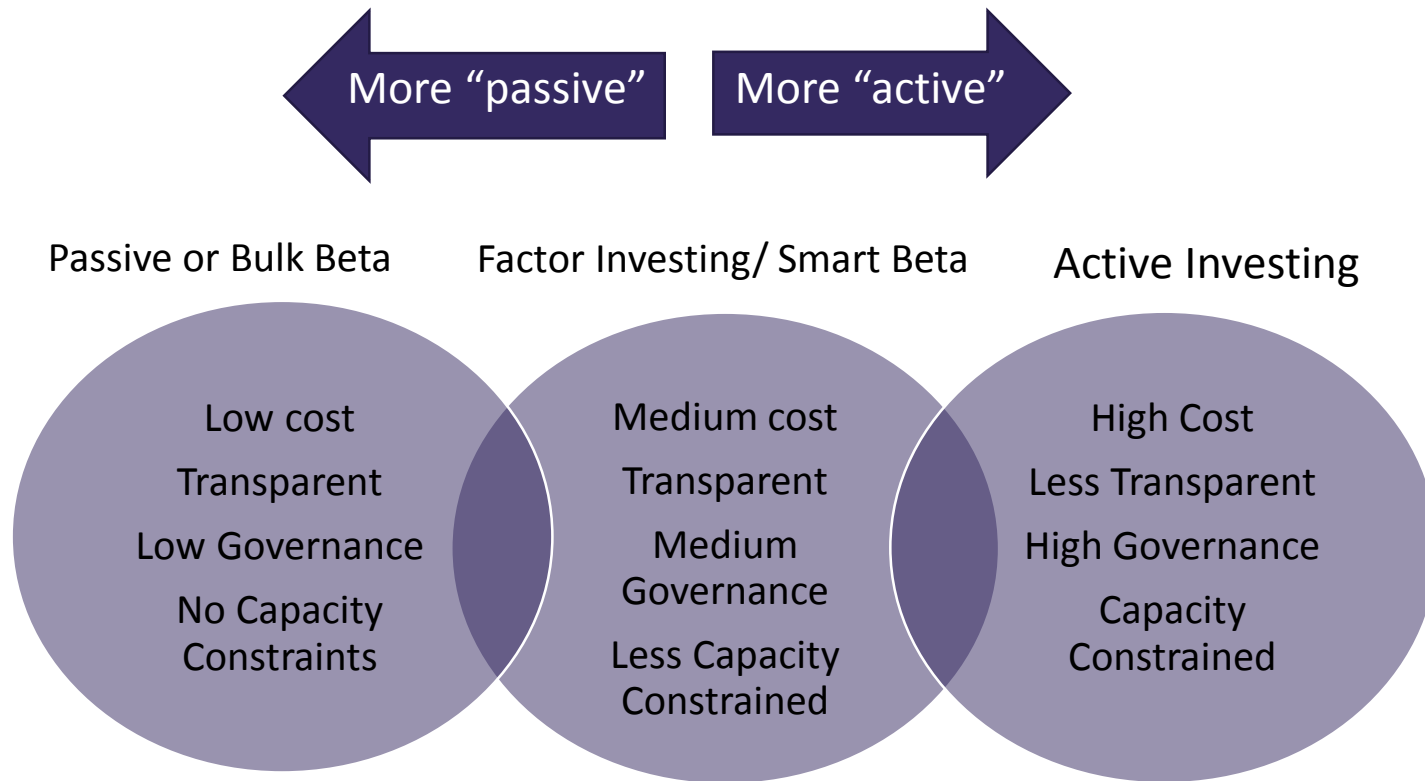 More “passive”
More “active”
Passive or Bulk Beta
Factor Investing/ Smart Beta
Active Investing
Low cost
Transparent
Low Governance
No Capacity
Constraints
Medium cost
Transparent
Medium
Governance
Less Capacity
Constrained
High Cost
Less Transparent
High Governance
Capacity
Constrained